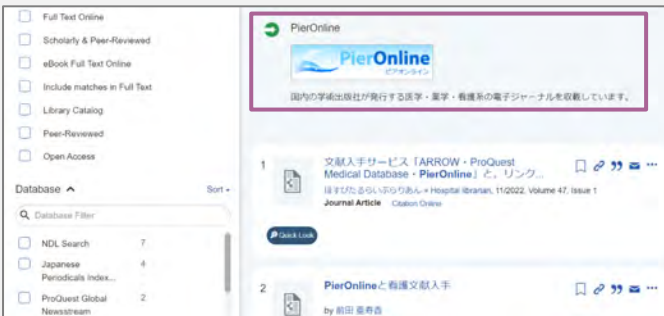 Full Text Online
Scholarly & Peer-Reviewed
eBook Full Text Online
Include matches in Full Text
Library Catalog
Peer-Reviewed
Open Access
Database
Sort
Database Filter
NDL Search 7
Japanese 4
Periodicals Index...
ProQuest Global 2
Newsstream
PierOnline
PierOnline
ピアオンライン
国内の学術出版社が発行する医学・薬学・看護系の電子ジャーナルを収載しています。
1
文献入手サービス「ARROW・ProQuest
Medical Database・PierOnline」と。リンク...
ほすぴたるらいぶらりあん = Hospital librarian, 11/2022, Volume 47, Issue 1
Journal Article Citation Online
Quick Look
2
PierOnlineと看護文献入手
by 前田 亜寿香